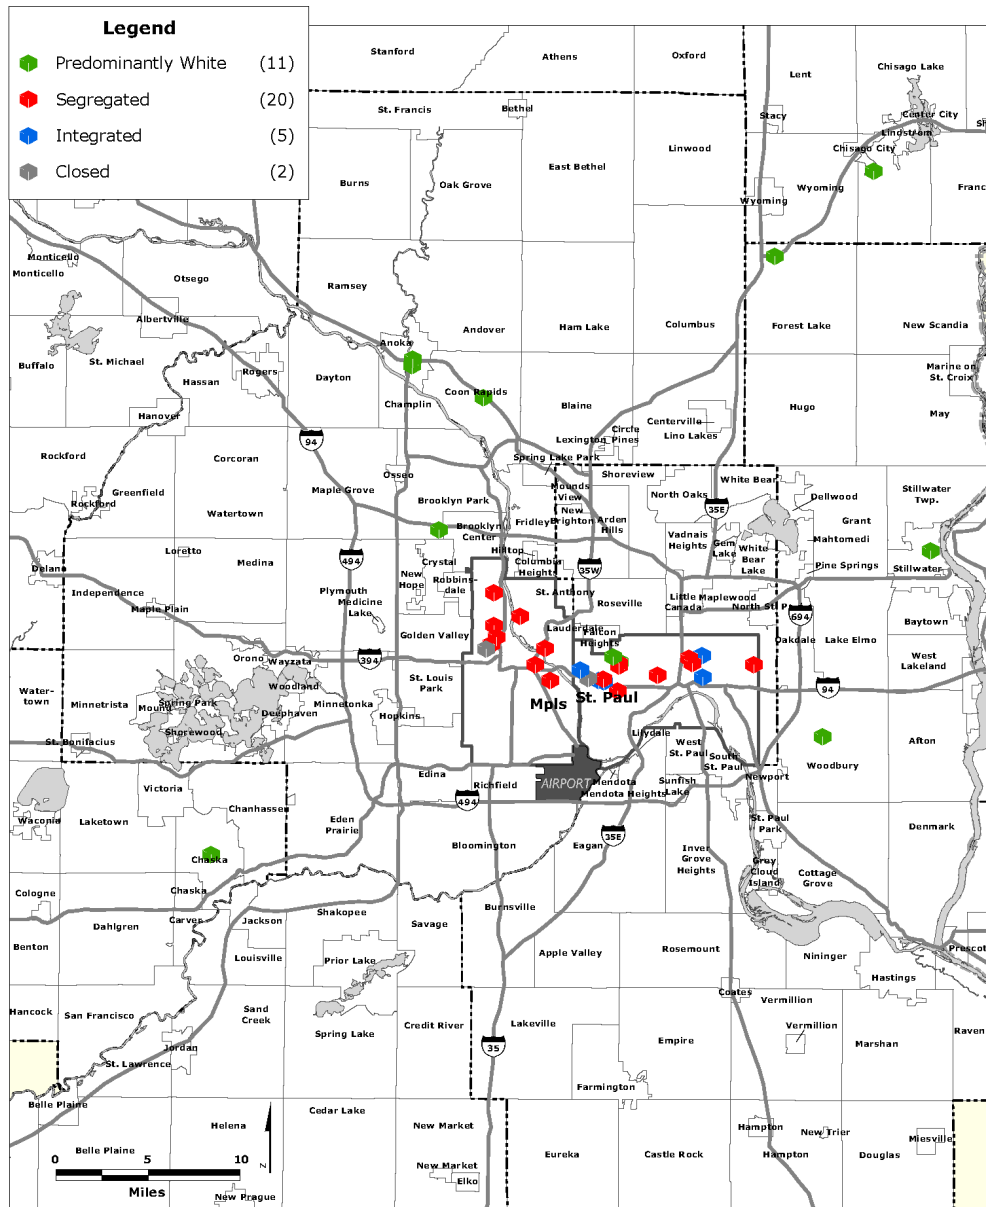 Legend
Predominantly White (11)
Segregated (20)
Integrated (5)
Closed (2)
Stanford
Athens
Oxford
Lent
Chisago Lake
St. Francis
Bethel
Stacy
Center City
Lindstrom
Chisago City
Linwood
East Bethel
Burns
Oak Grove
Wyoming
Wyoming
Franc
Monticello
Monticello
Otsego
Ramsey
Albertville
Andover
Ham Lake
Columbus
Forest Lake
New Scandia
Anoka
Buffalo
St. Michael
Rogers
Hassan
Dayton
Coon Rapids
Marine on
St. Croix
Champlin
Blaine
Hugo
May
Hanover
Centerville
Circle
Pines
Lexington
Lino Lakes
94
Rockford
Corcoran
Spring Lake Park
Osseo
Shoreview
White Bear
Mounds
View
North Oaks
Dellwood
Stillwater
Twp.
Greenfield
Rockford
Maple Grove
Brooklyn Park
35E
Watertown
New
Brighton
Arden
Hills
Grant
Brooklyn
Center
Fridley
Vadnais
Heights
Gem
Lake
White
Bear
Lake
Mahtomedi
Loretto
Medina
494
Hilltop
Crystal
Columbia
Heights
35W
Pine Springs
Stillwater
Delano
New
Hope
Robbins-
dale
Independence
Plymouth
Medicine
Lake
St. Anthony
Roseville
Little
Canada
Maplewood
North St. P
Maple Plain
694
Baytown
Golden Valley
Lauderdale
Falcon
Heights
Oakdale
Lake Elmo
Orono
Wayzata
394
West
Lakeland
Woodland
St. Louis
Park
94
Water-
town
Minnetrista
Mound
Spring Park
Deephaven
Minnetonka
Hopkins
Mpls
St. Paul
Shorewood
Lilydale
St. Bonifacius
West
St. Paul
South
St. Paul
Woodbury
Afton
Edina
Richfield
AIRPORT
Mendota
Mendota Heights
Sunfish
Lake
Newport
Victoria
494
Waconia
Laketown
Chanhassen
Eden
Prairie
St. Paul
Park
Denmark
35E
Bloomington
Eagan
Inver
Grove
Heights
Chaska
Grey
Cloud
Island
Cottage
Grove
Cologne
Chaska
Burnsville
Dahlgren
Carver
Jackson
Shakopee
Savage
Benton
Louisville
Prior Lake
Apple Valley
Rosemount
Nininger
Prescot
Hastings
Coates
Vermillion
Hancock
San Francisco
Sand
Creek
Spring Lake
Credit River
Lakeville
Vermillion
Raven
Empire
Marshan
35
Jordan
St. Lawrence
Farmington
Belle Plaine
Cedar Lake
Helena
New Market
Hampton
New Trier
Miesville
Belle Plaine
Eureka
Castle Rock
Hampton
Douglas
0 5 10
Miles
N
New Market
Elko
New Prague